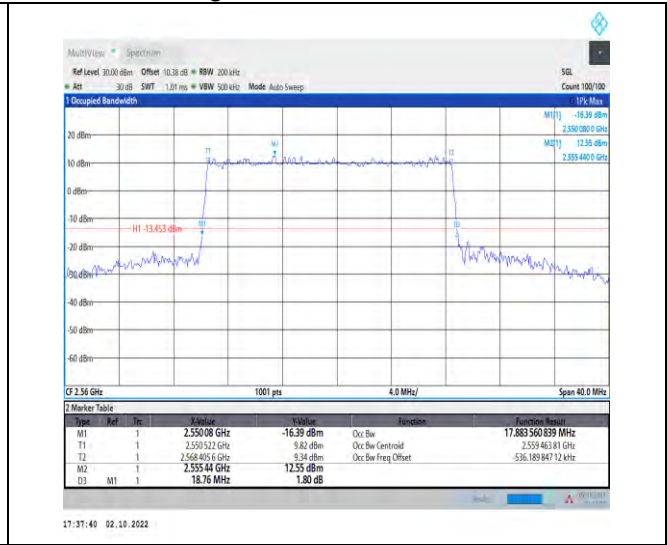 MultiView Spectrum
Ref Level 30.00 dBm Offset 10.38 dB RBW 200 kHz SGL
Att 30 dB SWT 1.01 ms VBW 500 kHz Mode Auto Sweep Count 100/100
1 Occupied Bandwidth 1Pk Max
M1[1] -16.39 dBm
2.550 080 0 GHz
M2[1] 12.55 dBm
2.555 440 0 GHz
20 dBm
T1 M2 T2
10 dBm
0 dBm
-10 dBm
M1 D3
H1 -13.453 dBm
-20 dBm
-30 dBm
-40 dBm
-50 dBm
-60 dBm
CF 2.56 GHz 1001 pts 4.0 MHz/ Span 40.0 MHz
2 Marker Table
Type Ref Trc X-Value Y-Value Function Function Result
M1 1 2.55008 GHz -16.39 dBm Occ Bw 17.883 560 839 MHz
T1 1 2.550 522 GHz 9.82 dBm Occ Bw Centroid 2.559 463 81 GHz
T2 1 2.568 405 6 GHz 9.34 dBm Occ Bw Freq Offset -536.189 847 12 kHz
M2 1 2.55544 GHz 12.55 dBm
D3 M1 1 18.76 MHz 1.80 dB
17:37:40 02.10.2022